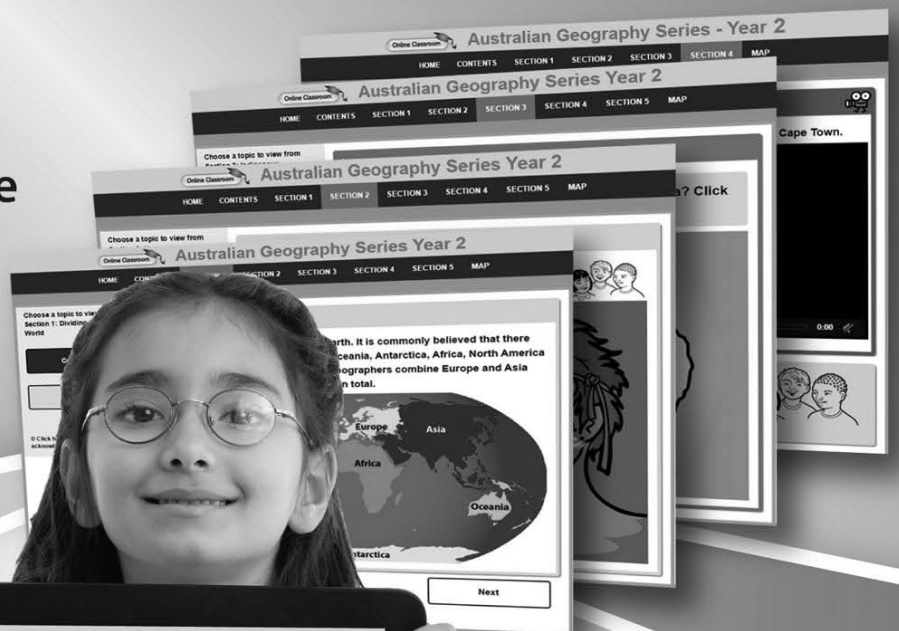 Online Classroom Australian Geography Series - Year 2
HOME CONTENTS SECTION 1 SECTION 2 SECTION 3 SECTION 4 MAP
Cape Town.
0:00
Online Classroom Australian Geography Series Year 2
HOME CONTENTS SECTION 1 SECTION 2 SECTION 3 SECTION 4 SECTION 5 MAP
Choose a topic to view from
a? Click
Online Classroom Australian Geography Series Year 2
HOME CONTENTS SECTION 1 SECTION 2 SECTION 3 SECTION 4 SECTION 5 MAP
Choose a topic to view from
e
Online Classroom Australian Geography Series Year 2
HOME SECTION 3 SECTION 4 SECTION 5 MAP
Choose a topic to
Section 1: Dividing
World
rth. It is commonly believed that there
ceania, Antarctica, Africa, North America
ographers combine Europe and Asia
n total.
Europe
Asia
Africa
Oceania
ntarctica
© Click
Next